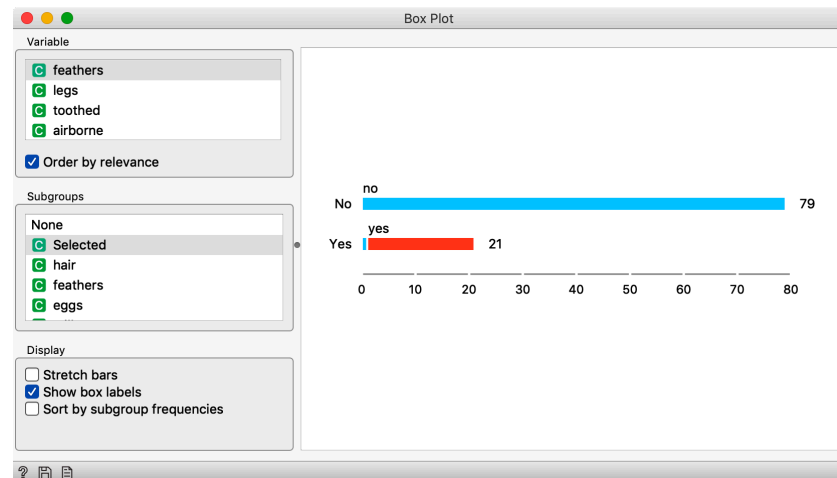 Box Plot
Variable
C feathers
C legs
C toothed
C airborne
Order by relevance
Subgroups
None
C Selected
C hair
C feathers
C eggs
Display
Stretch bars
Show box labels
Sort by subgroup frequencies
no
No 79
yes
Yes 21
0 10 20 30 40 50 60 70 80
?